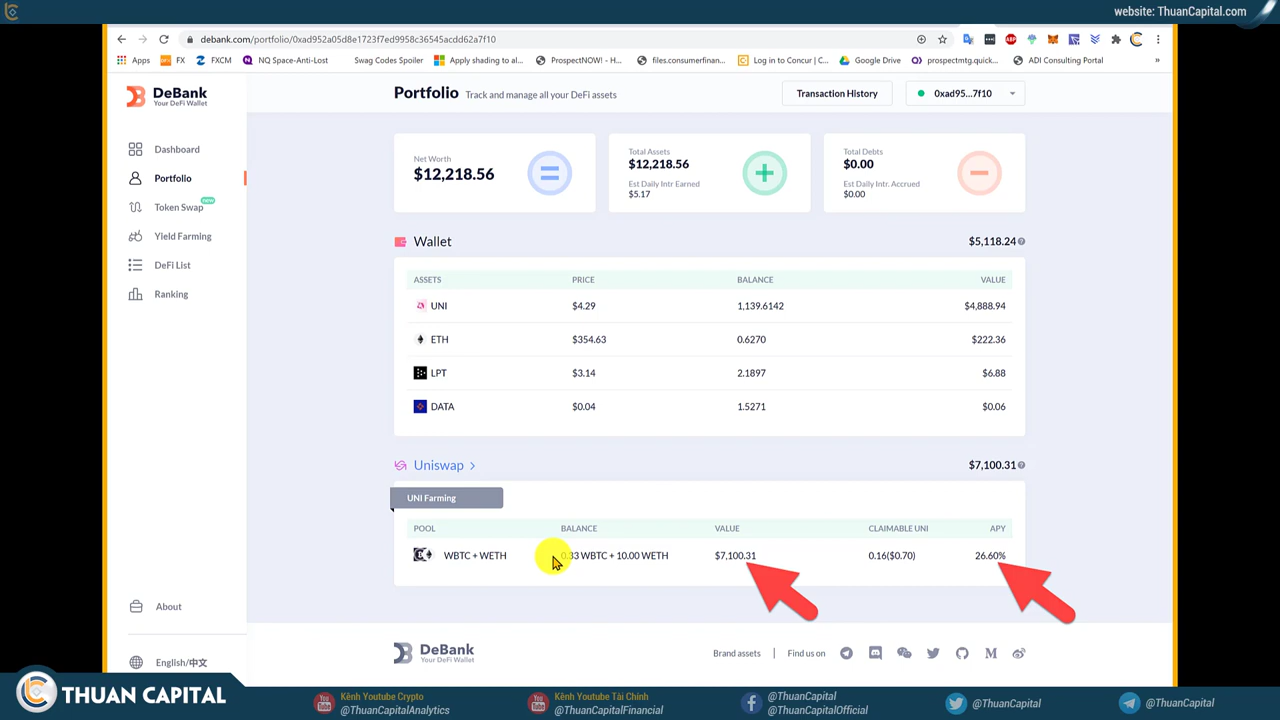 website: ThuanCapital.com
debank.com/portfolio/0xad952a05d8e1723f7ed9958c36545acdd62a7f10
Apps FX FXCM NQ Space-Anti-Lost Swag Codes Spoiler Apply shading to al... ProspectNOW! - H... files.consumerfinan... Log in to Concur | C... Google Drive prospectmtg.quick... ADI Consulting Portal »
DeBank
Your DeFi Wallet
Portfolio Track and manage all your DeFi assets
Transaction History
0xad95...7f10
Dashboard
Portfolio
Token Swap new
Yield Farming
DeFi List
Ranking
Net Worth
$12,218.56
Total Assets
$12,218.56
Est Daily Intr Earned
$5.17
Total Debts
$0.00
Est Daily Intr. Accrued
$0.00
Wallet $5,118.24
ASSETS PRICE BALANCE VALUE
UNI $4.29 1,139.6142 $4,888.94
ETH $354.63 0.6270 $222.36
LPT $3.14 2.1897 $6.88
DATA $0.04 1.5271 $0.06
Uniswap > $7,100.31
UNI Farming
POOL BALANCE VALUE CLAIMABLE UNI APY
WBTC + WETH 0.33 WBTC + 10.00 WETH $7,100.31 0.16($0.70) 26.60%
About
English/中文
DeBank
Your DeFi Wallet
Brand assets | Find us on
THUAN CAPITAL
Kênh Youtube Crypto
@ThuanCapitalAnalytics
Kênh Youtube Tài Chính
@ThuanCapitalFinancial
@ThuanCapital
@ThuanCapitalOfficial
@ThuanCapital
@ThuanCapital